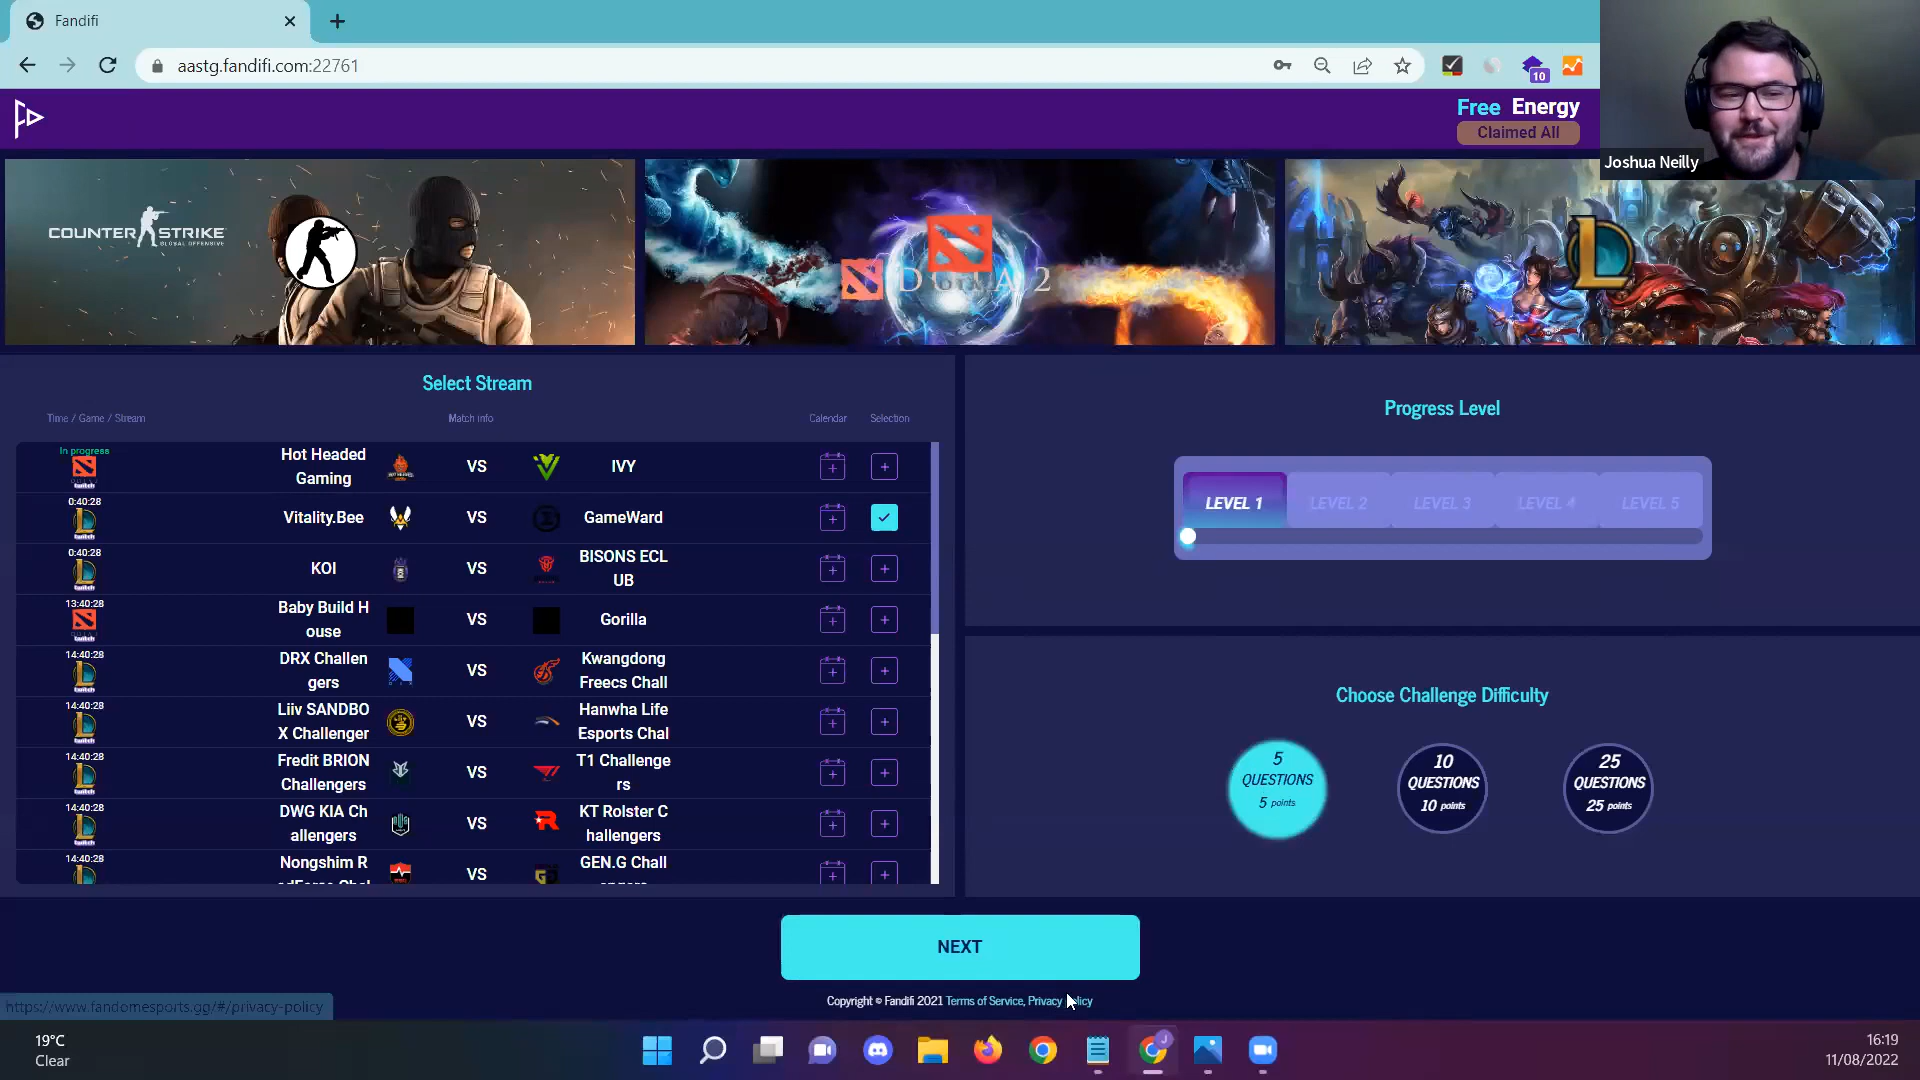 Fandifi
aastg.fandifi.com:22761
10
Free Energy
Claimed All
Joshua Neilly
COUNTER STRIKE
GLOBAL OFFENSIVE
Select Stream
Time / Game / Stream
Match info
Calendar
Selection
In progress
Hot Headed
Gaming
VS
IVY
0:40:28
Vitality.Bee
VS
GameWard
0:40:28
KOI
VS
BISONS ECL
UB
13:40:28
Baby Build H
ouse
VS
Gorilla
14:40:28
DRX Challen
gers
VS
Kwangdong
Freecs Chall
14:40:28
Liiv SANDBO
X Challenger
VS
Hanwha Life
Esports Chal
14:40:28
Fredit BRION
Challengers
VS
T1 Challenge
rs
14:40:28
DWG KIA Ch
allengers
VS
KT Rolster C
hallengers
14:40:28
Nongshim R
VS
GEN.G Chall
Progress Level
LEVEL 1
LEVEL 2
LEVEL 3
LEVEL 4
LEVEL 5
Choose Challenge Difficulty
5
QUESTIONS
5 points
10
QUESTIONS
10 points
25
QUESTIONS
25 points
NEXT
Copyright © Fandifi 2021 Terms of Service, Privacy Policy
https://www.fandomesports.gg/#/privacy-policy
19°C
Clear
16:19
11/08/2022